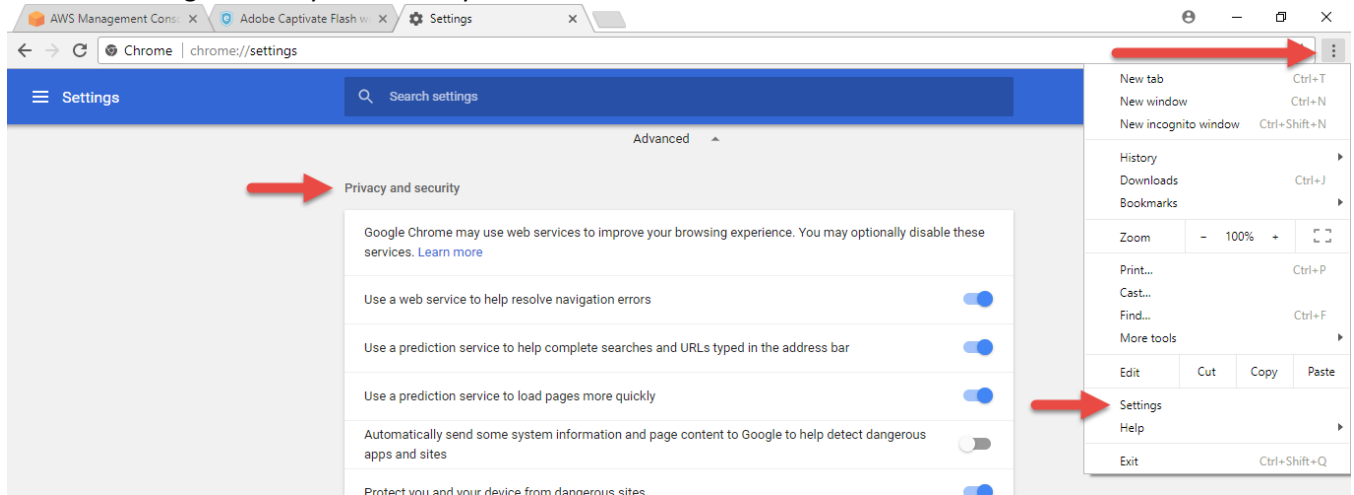 AWS Management Cons
Adobe Captivate Flash w
Settings
Chrome | chrome://settings
Settings
Search settings
Advanced
Privacy and security
Google Chrome may use web services to improve your browsing experience. You may optionally disable these
services. Learn more
Use a web service to help resolve navigation errors
Use a prediction service to help complete searches and URLs typed in the address bar
Use a prediction service to load pages more quickly
Automatically send some system information and page content to Google to help detect dangerous
apps and sites
Protect you and your device from dangerous sites
New tab Ctrl+T
New window Ctrl+N
New incognito window Ctrl+Shift+N
History
Downloads Ctrl+J
Bookmarks
Zoom - 100% +
Print... Ctrl+P
Cast...
Find... Ctrl+F
More tools
Edit Cut Copy Paste
Settings
Help
Exit Ctrl+Shift+Q